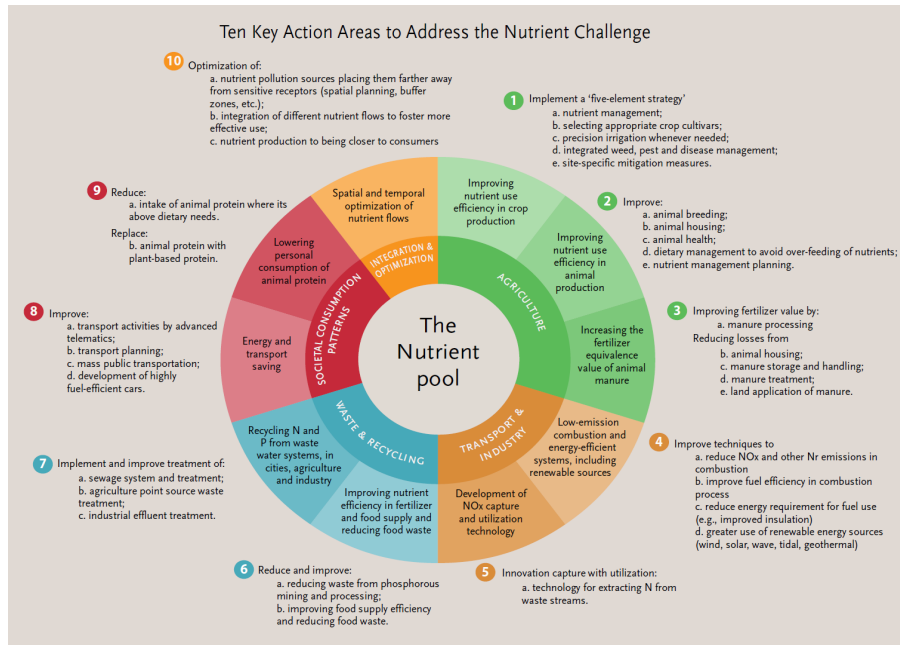 Ten Key Action Areas to Address the Nutrient Challenge
10
Optimization of:
a. nutrient pollution sources placing them farther away
from sensitive receptors (spatial planning, buffer
zones, etc.);
b. integration of different nutrient flows to foster more
effective use;
c. nutrient production to being closer to consumers
1
Implement a ‘five-element strategy’
a. nutrient management;
b. selecting appropriate crop cultivars;
c. precision irrigation whenever needed;
d. integrated weed, pest and disease management;
e. site-specific mitigation measures.
2
Improve:
a. animal breeding;
b. animal housing;
c. animal health;
d. dietary management to avoid over-feeding of nutrients;
e. nutrient management planning.
3
Improving fertilizer value by:
a. manure processing
Reducing losses from
b. animal housing;
c. manure storage and handling;
d. manure treatment;
e. land application of manure.
4
Improve techniques to
a. reduce NOx and other Nr emissions in
combustion
b. improve fuel efficiency in combustion
process
c. reduce energy requirement for fuel use
(e.g., improved insulation)
d. greater use of renewable energy sources
(wind, solar, wave, tidal, geothermal)
5
Innovation capture with utilization:
a. technology for extracting N from
waste streams.
6
Reduce and improve:
a. reducing waste from phosphorous
mining and processing;
b. improving food supply efficiency
and reducing food waste.
7
Implement and improve treatment of:
a. sewage system and treatment;
b. agriculture point source waste
treatment;
c. industrial effluent treatment.
8
Improve:
a. transport activities by advanced
telematics;
b. transport planning;
c. mass public transportation;
d. development of highly
fuel-efficient cars.
9
Reduce:
a. intake of animal protein where its
above dietary needs.
Replace:
b. animal protein with
plant-based protein.
Spatial and temporal
optimization of
nutrient flows
Improving
nutrient use
efficiency in crop
production
Improving
nutrient use
efficiency in
animal
production
Increasing the
fertilizer
equivalence
value of animal
manure
Low-emission
combustion and
energy-efficient
systems, including
renewable sources
Development of
NOx capture
and utilization
technology
Improving nutrient
efficiency in fertilizer
and food supply and
reducing food waste
Recycling N and
P from waste
water systems, in
cities, agriculture
and industry
Energy and
transport
saving
Lowering
personal
consumption of
animal protein
INTEGRATION &
OPTIMIZATION
AGRICULTURE
TRANSPORT &
INDUSTRY
WASTE & RECYCLING
SOCIETAL CONSUMPTION
PATTERNS
The
Nutrient
pool